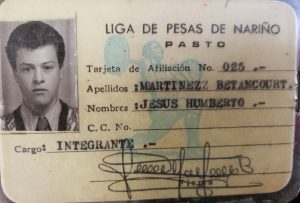 LIGA DE PESAS DE NARIÑO
PASTO
Tarjeta de Afiliación No. 025 .-
Apellidos :MARTINEZZ BETANCOURT.
Nombres :JESUS HUMBERTO .-
C. C. No.
Cargo: INTEGRANTE .-